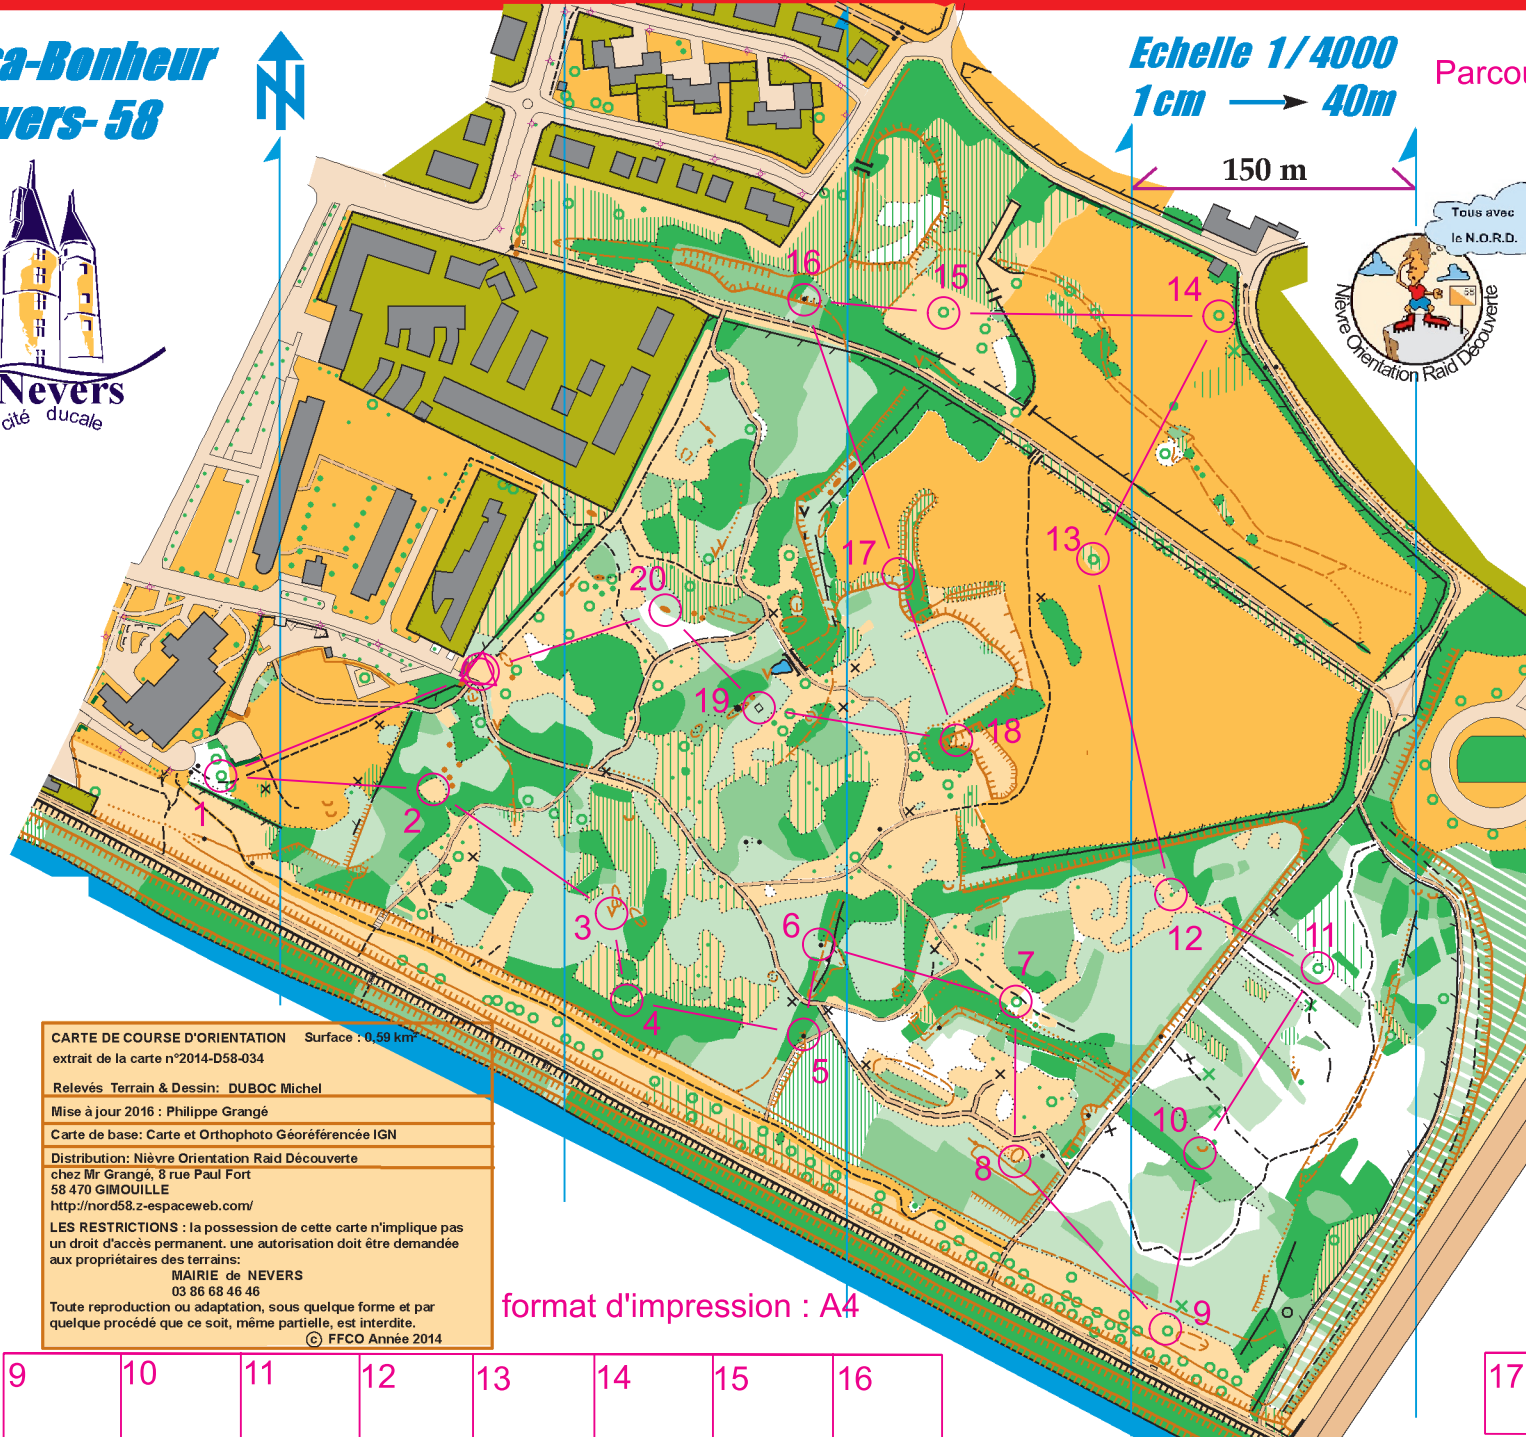 sa-Bonheur
vers- 58
N
Echelle 1/4000
1cm → 40m
Parcou
150 m
Tous avec
le N.O.R.D.
58
Nièvre Orientation Raid Découverte
Nevers
cité ducale
16
15
14
13
17
20
19
18
1
2
3
4
5
6
7
8
9
10
11
12
CARTE DE COURSE D'ORIENTATION Surface : 0,59 km²
extrait de la carte n°2014-D58-034
Relevés Terrain & Dessin: DUBOC Michel
Mise à jour 2016 : Philippe Grangé
Carte de base: Carte et Orthophoto Géoréférencée IGN
Distribution: Nièvre Orientation Raid Découverte
chez Mr Grangé, 8 rue Paul Fort
58 470 GIMOUILLE
http://nord58.z-espaceweb.com/
LES RESTRICTIONS : la possession de cette carte n'implique pas
un droit d'accès permanent. une autorisation doit être demandée
aux propriétaires des terrains:
MAIRIE de NEVERS
03 86 68 46 46
Toute reproduction ou adaptation, sous quelque forme et par
quelque procédé que ce soit, même partielle, est interdite.
© FFCO Année 2014
format d'impression : A4
9 10 11 12 13 14 15 16 17